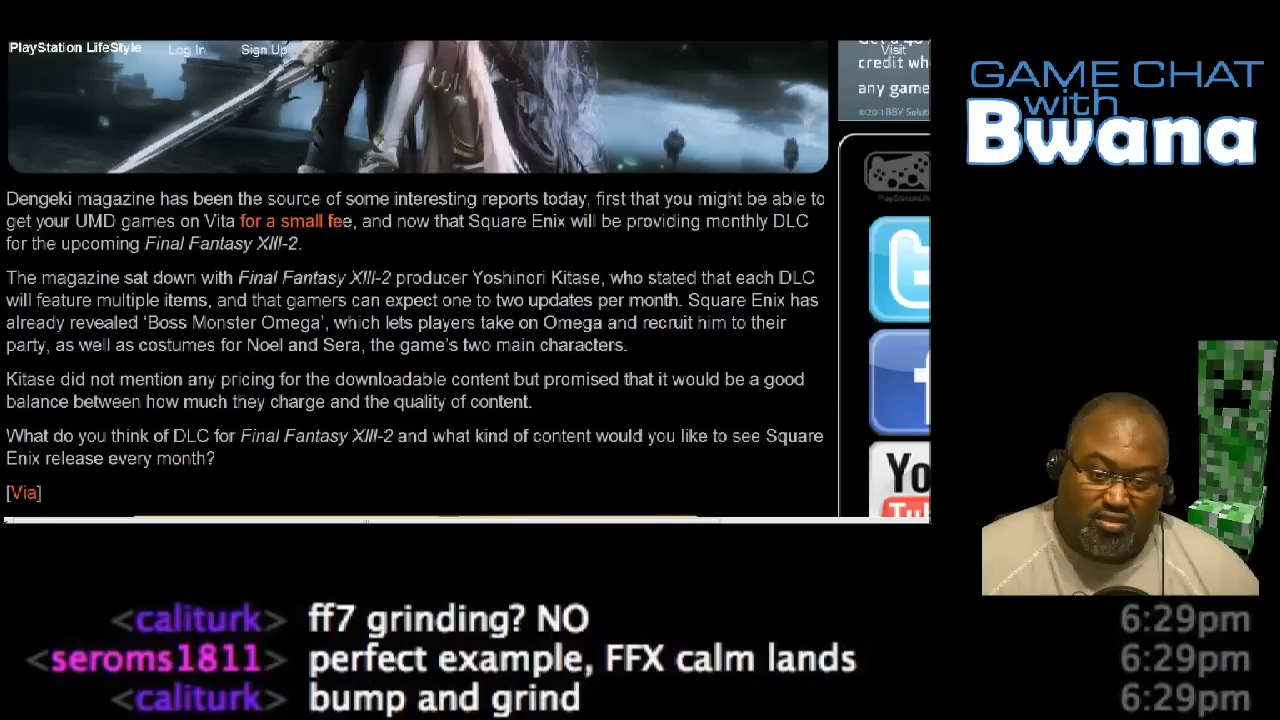 PlayStation LifeStyle Log In Sign Up Visit
credit wh
any game
©2011 BBY Solut
GAME CHAT
with
Bwana
Dengeki magazine has been the source of some interesting reports today, first that you might be able to
get your UMD games on Vita for a small fee, and now that Square Enix will be providing monthly DLC
for the upcoming Final Fantasy XIII-2.
The magazine sat down with Final Fantasy XIII-2 producer Yoshinori Kitase, who stated that each DLC
will feature multiple items, and that gamers can expect one to two updates per month. Square Enix has
already revealed ‘Boss Monster Omega’, which lets players take on Omega and recruit him to their
party, as well as costumes for Noel and Sera, the game’s two main characters.
Kitase did not mention any pricing for the downloadable content but promised that it would be a good
balance between how much they charge and the quality of content.
What do you think of DLC for Final Fantasy XIII-2 and what kind of content would you like to see Square
Enix release every month?
[Via]
Yo
Tu
<caliturk> ff7 grinding? NO 6:29pm
<seroms1811> perfect example, FFX calm lands 6:29pm
<caliturk> bump and grind 6:29pm